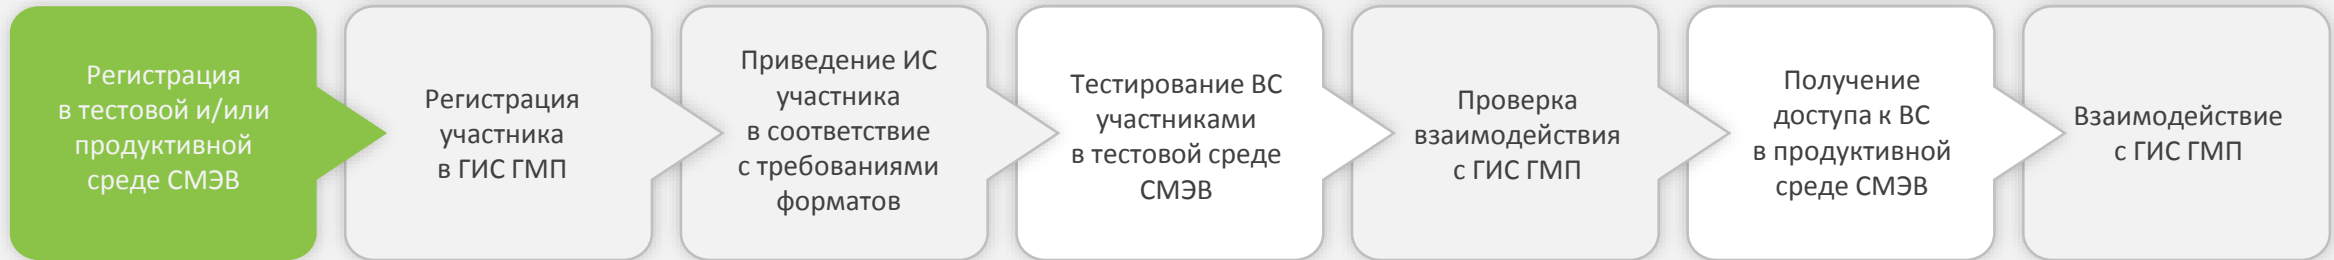 Регистрация
в тестовой и/или
продуктивной
среде СМЭВ
Регистрация
участника
в ГИС ГМП
Приведение ИС
участника
в соответствие
с требованиями
форматов
Тестирование ВС
участниками
в тестовой среде
СМЭВ
Проверка
взаимодействия
с ГИС ГМП
Получение
доступа к ВС
в продуктивной
среде СМЭВ
Взаимодействие
с ГИС ГМП